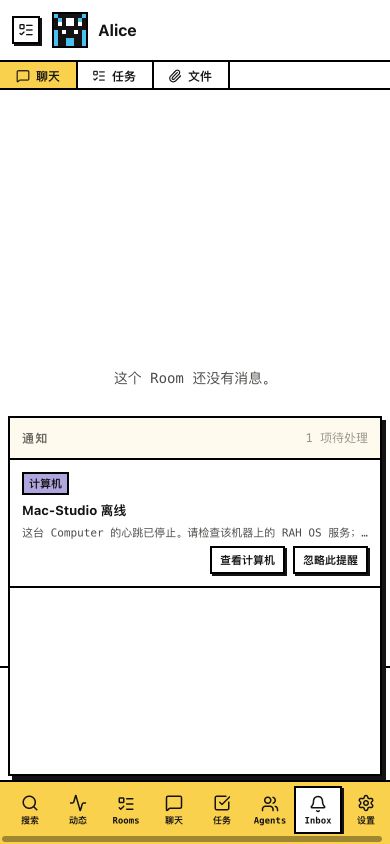 Alice
聊天 任务 文件
这个 Room 还没有消息。
通知 1 项待处理
计算机
Mac-Studio 离线
这台 Computer 的心跳已停止。请检查该机器上的 RAH OS 服务；…
查看计算机 忽略此提醒
搜索 动态 Rooms 聊天 任务 Agents Inbox 设置